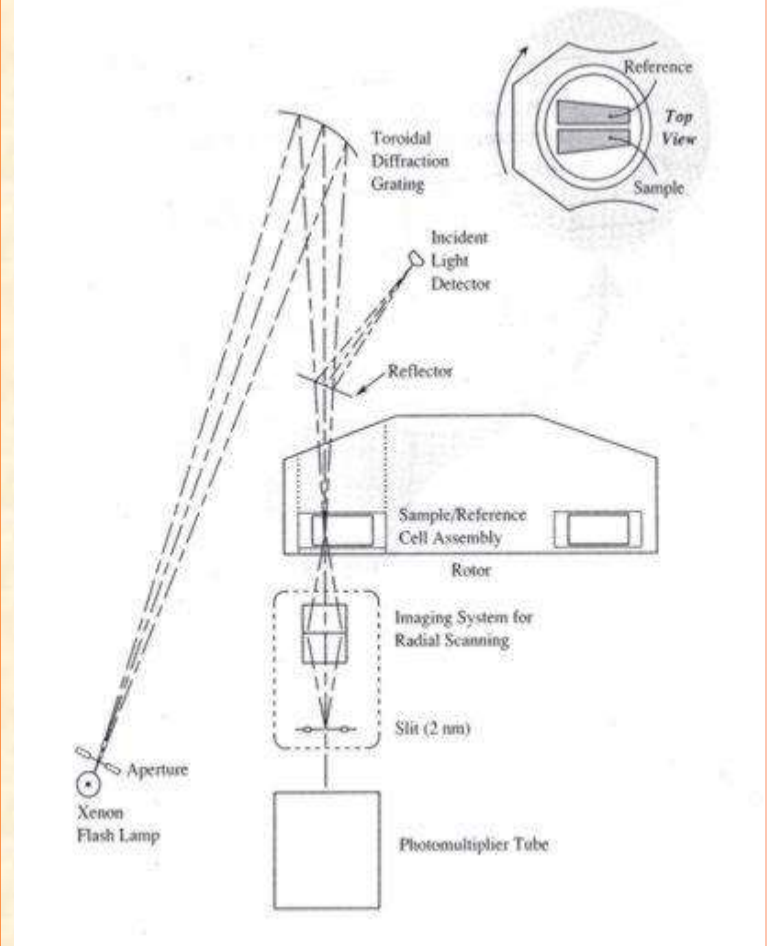 Reference
Top
View
Sample
Toroidal
Diffraction
Grating
Incident
Light
Detector
Reflector
Sample/Reference
Cell Assembly
Rotor
Imaging System for
Radial Scanning
Slit (2 nm)
Aperture
Xenon
Flash Lamp
Photomultiplier Tube